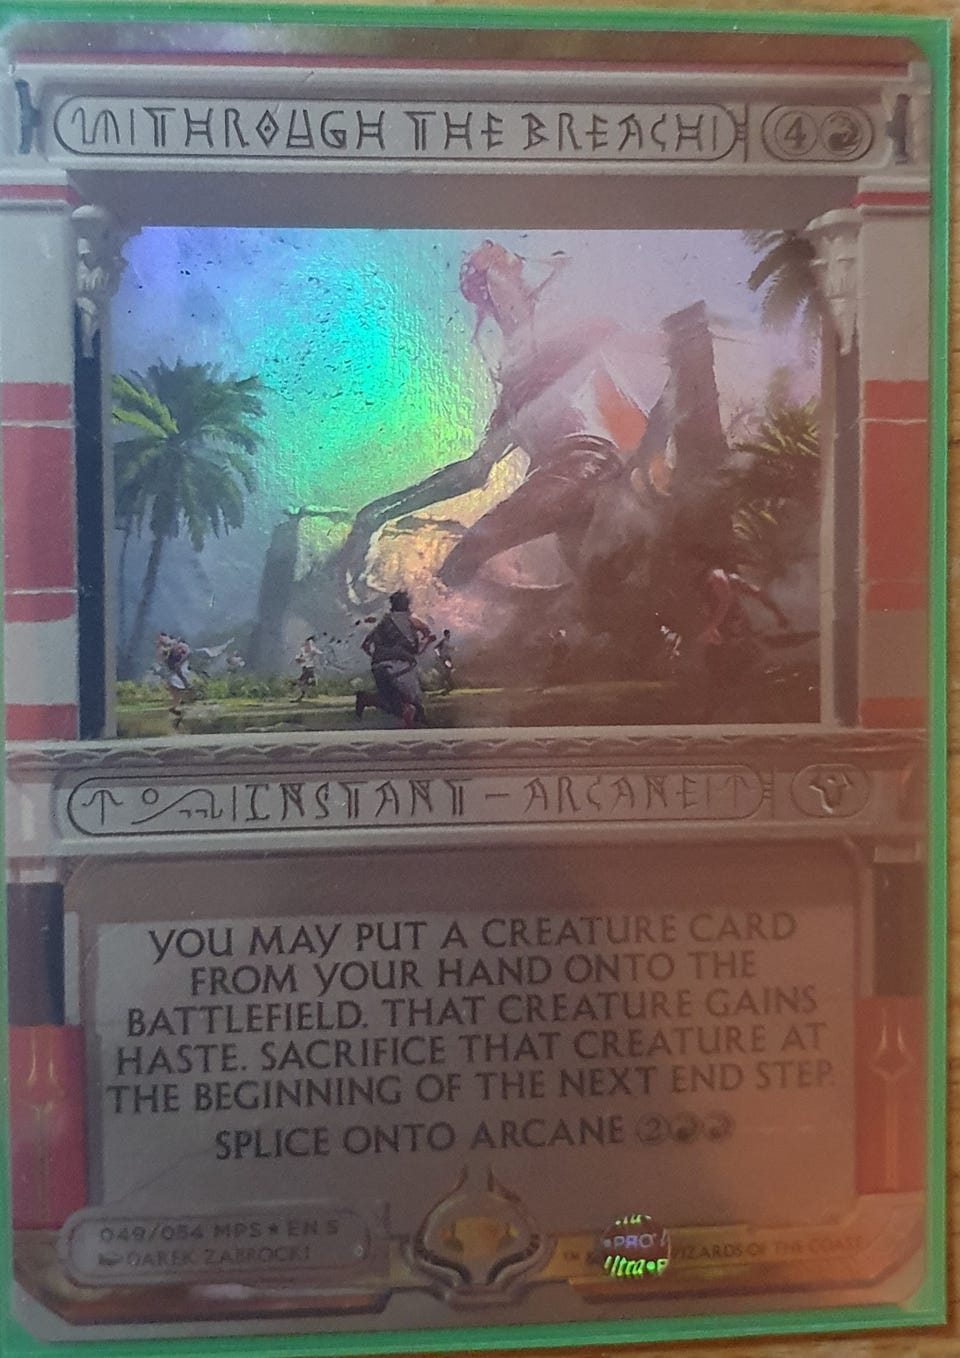 THROUGH THE BREACH 4
INSTANT – ARCANE
YOU MAY PUT A CREATURE CARD
FROM YOUR HAND ONTO THE
BATTLEFIELD. THAT CREATURE GAINS
HASTE. SACRIFICE THAT CREATURE AT
THE BEGINNING OF THE NEXT END STEP.
SPLICE ONTO ARCANE 2
049/054 MPS★EN S
DAREK ZABROCKI
™ WIZARDS OF THE COAST
PRO
Ultra•P